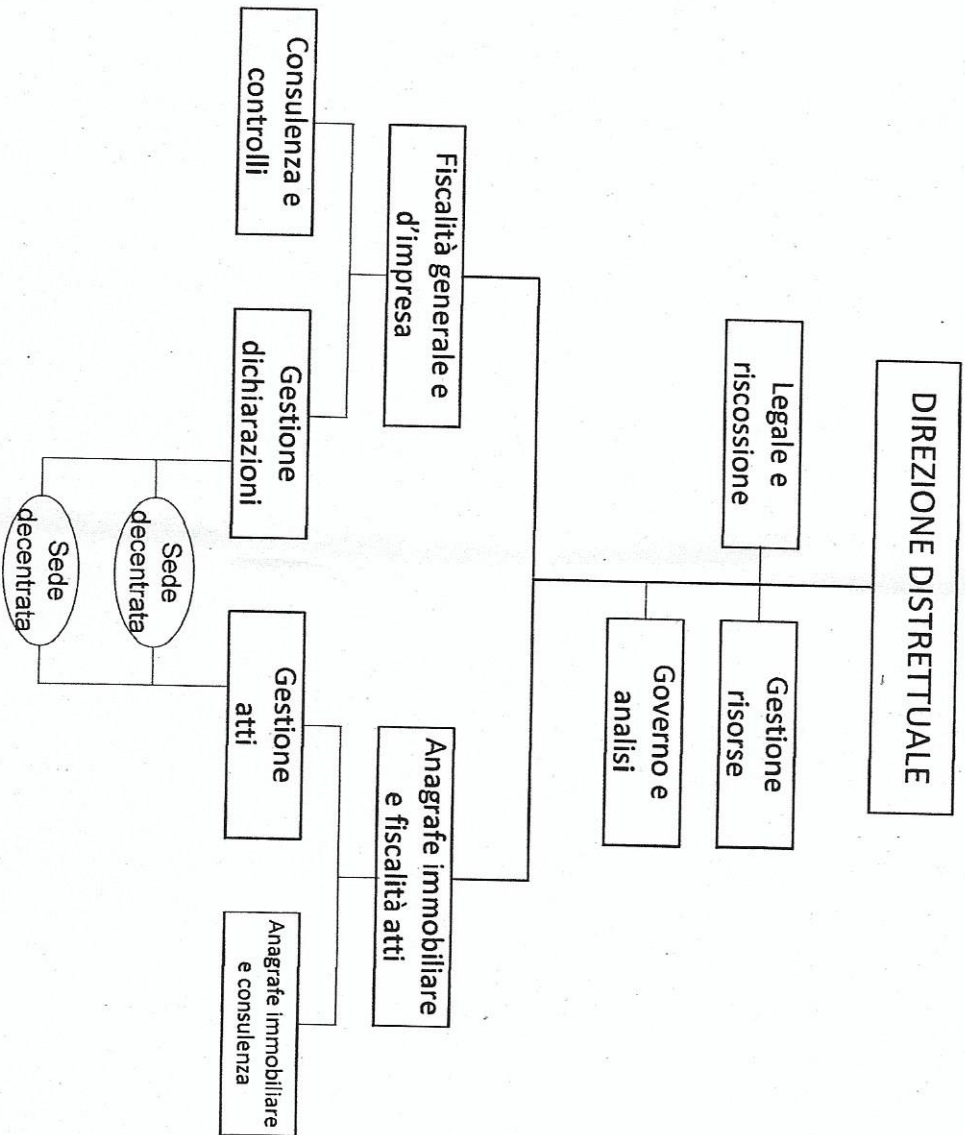 DIREZIONE DISTRETTUALE
Legale e
riscossione
Gestione
risorse
Governo e
analisi
Fiscalità generale e
d'impresa
Anagrafe immobiliare
e fiscalità atti
Consulenza e
controlli
Gestione
dichiarazioni
Gestione
atti
Anagrafe immobiliare
e consulenza
Sede
decentrata
Sede
decentrata